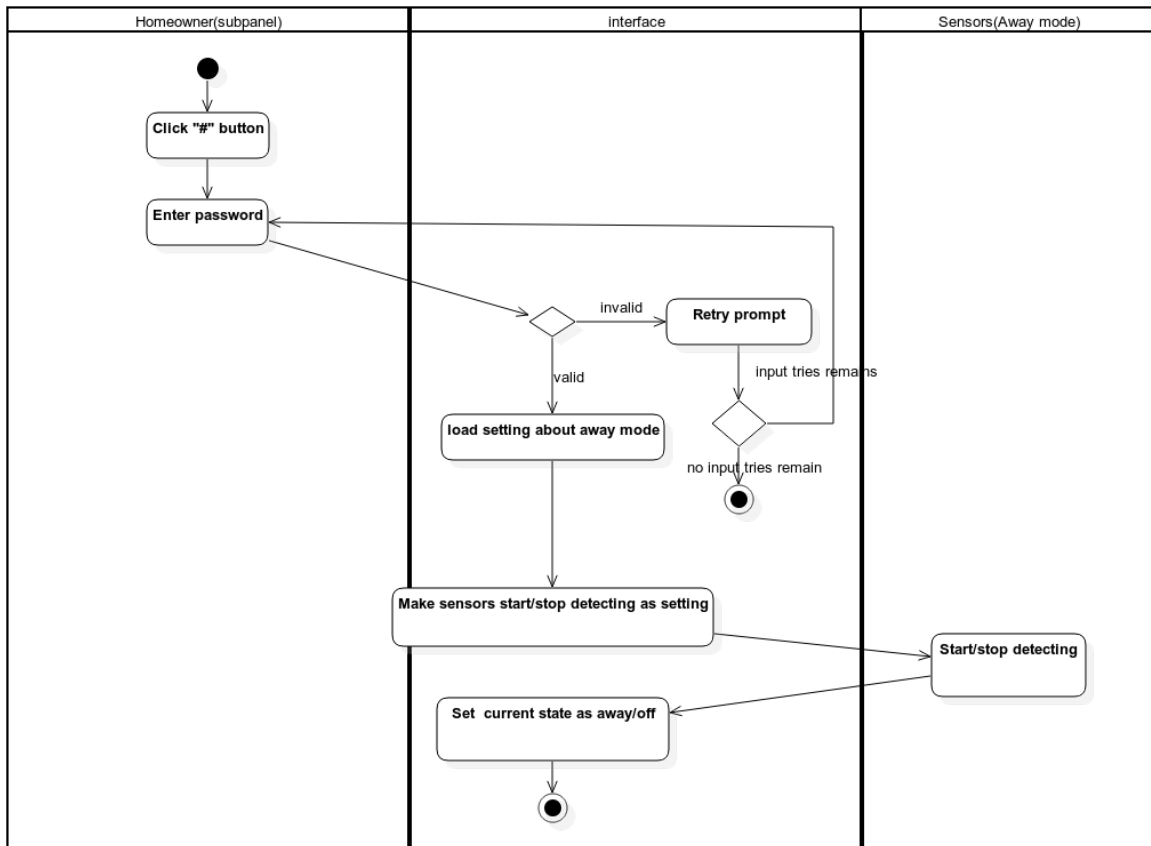 Homeowner(subpanel)
interface
Sensors(Away mode)
Click "#" button
Enter password
invalid
Retry prompt
valid
input tries remains
load setting about away mode
no input tries remain
Make sensors start/stop detecting as setting
Start/stop detecting
Set  current state as away/off